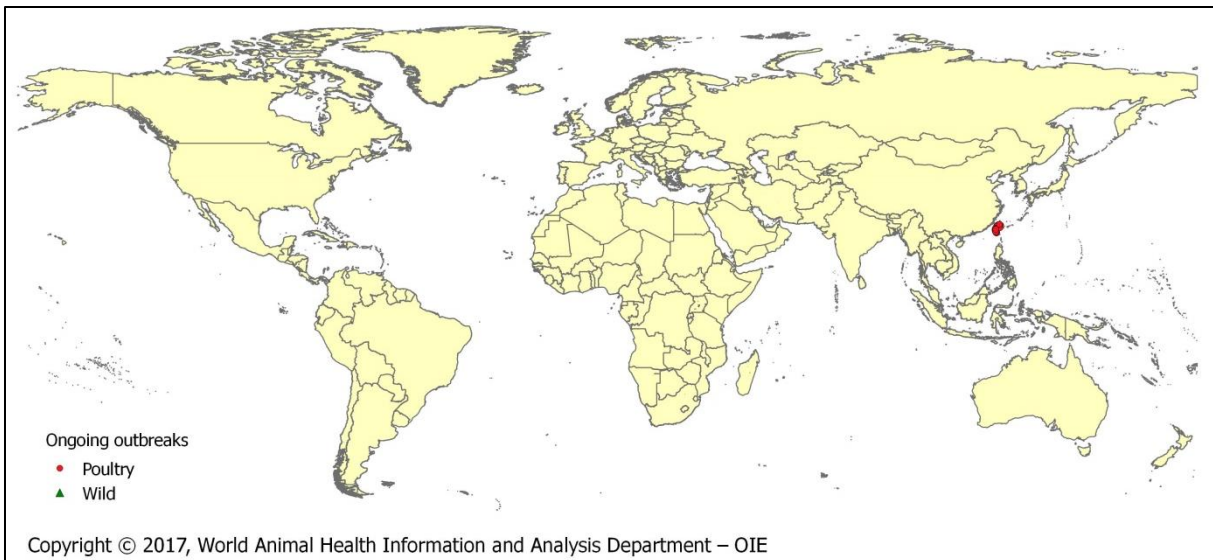 Ongoing outbreaks
Poultry
Wild
Copyright © 2017, World Animal Health Information and Analysis Department – OIE